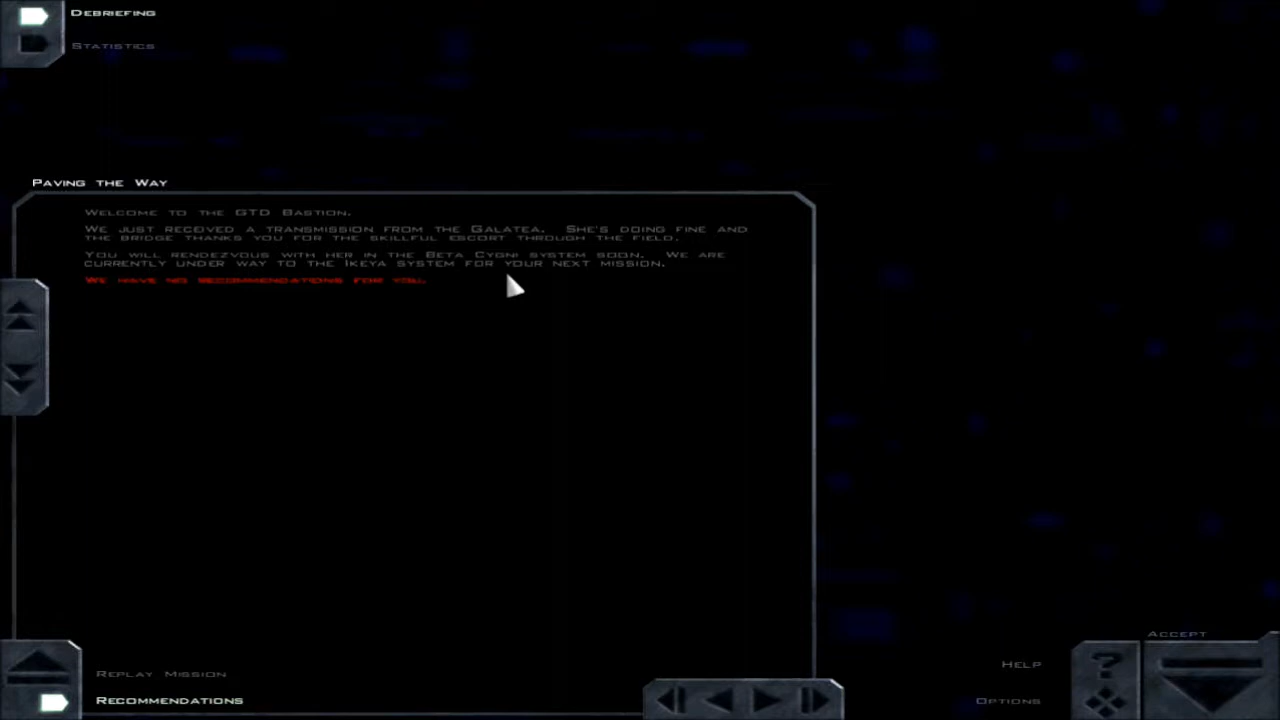 Debriefing
Statistics
Paving the Way
Welcome to the GTD Bastion.
We just received a transmission from the Galatea. She's doing fine and
the bridge thanks you for the skillful escort through the field.
You will rendezvous with her in the Beta Cygni system soon. We are
currently under way to the Ikeya system for your next mission.
We have no recommendations for you.
Accept
Help
Replay Mission
Recommendations
Options